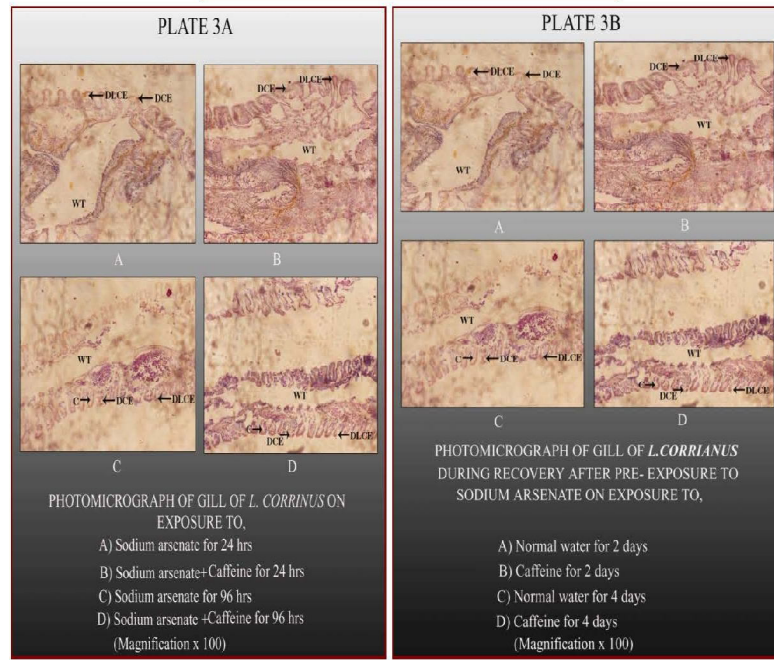 PLATE 3A
DLCE
DCE
WT
A
DCE
DLCE
WT
B
WT
C
DCE
DLCE
C
WT
C
DCE
DLCE
D
PHOTOMICROGRAPH OF GILL OF L. CORRINUS ON
EXPOSURE TO,
A) Sodium arsenate for 24 hrs
B) Sodium arsenate+Caffeine for 24 hrs
C) Sodium arsenate for 96 hrs
D) Sodium arsenate +Caffeine for 96 hrs
(Magnification x 100)
PLATE 3B
DLCE
DCE
WT
A
DCE
DLCE
WT
B
WT
C
DCE
DLCE
C
WT
C
DCE
DLCE
D
PHOTOMICROGRAPH OF GILL OF L.CORRIANUS
DURING RECOVERY AFTER PRE- EXPOSURE TO
SODIUM ARSENATE ON EXPOSURE TO,
A) Normal water for 2 days
B) Caffeine for 2 days
C) Normal water for 4 days
D) Caffeine for 4 days
(Magnification x 100)